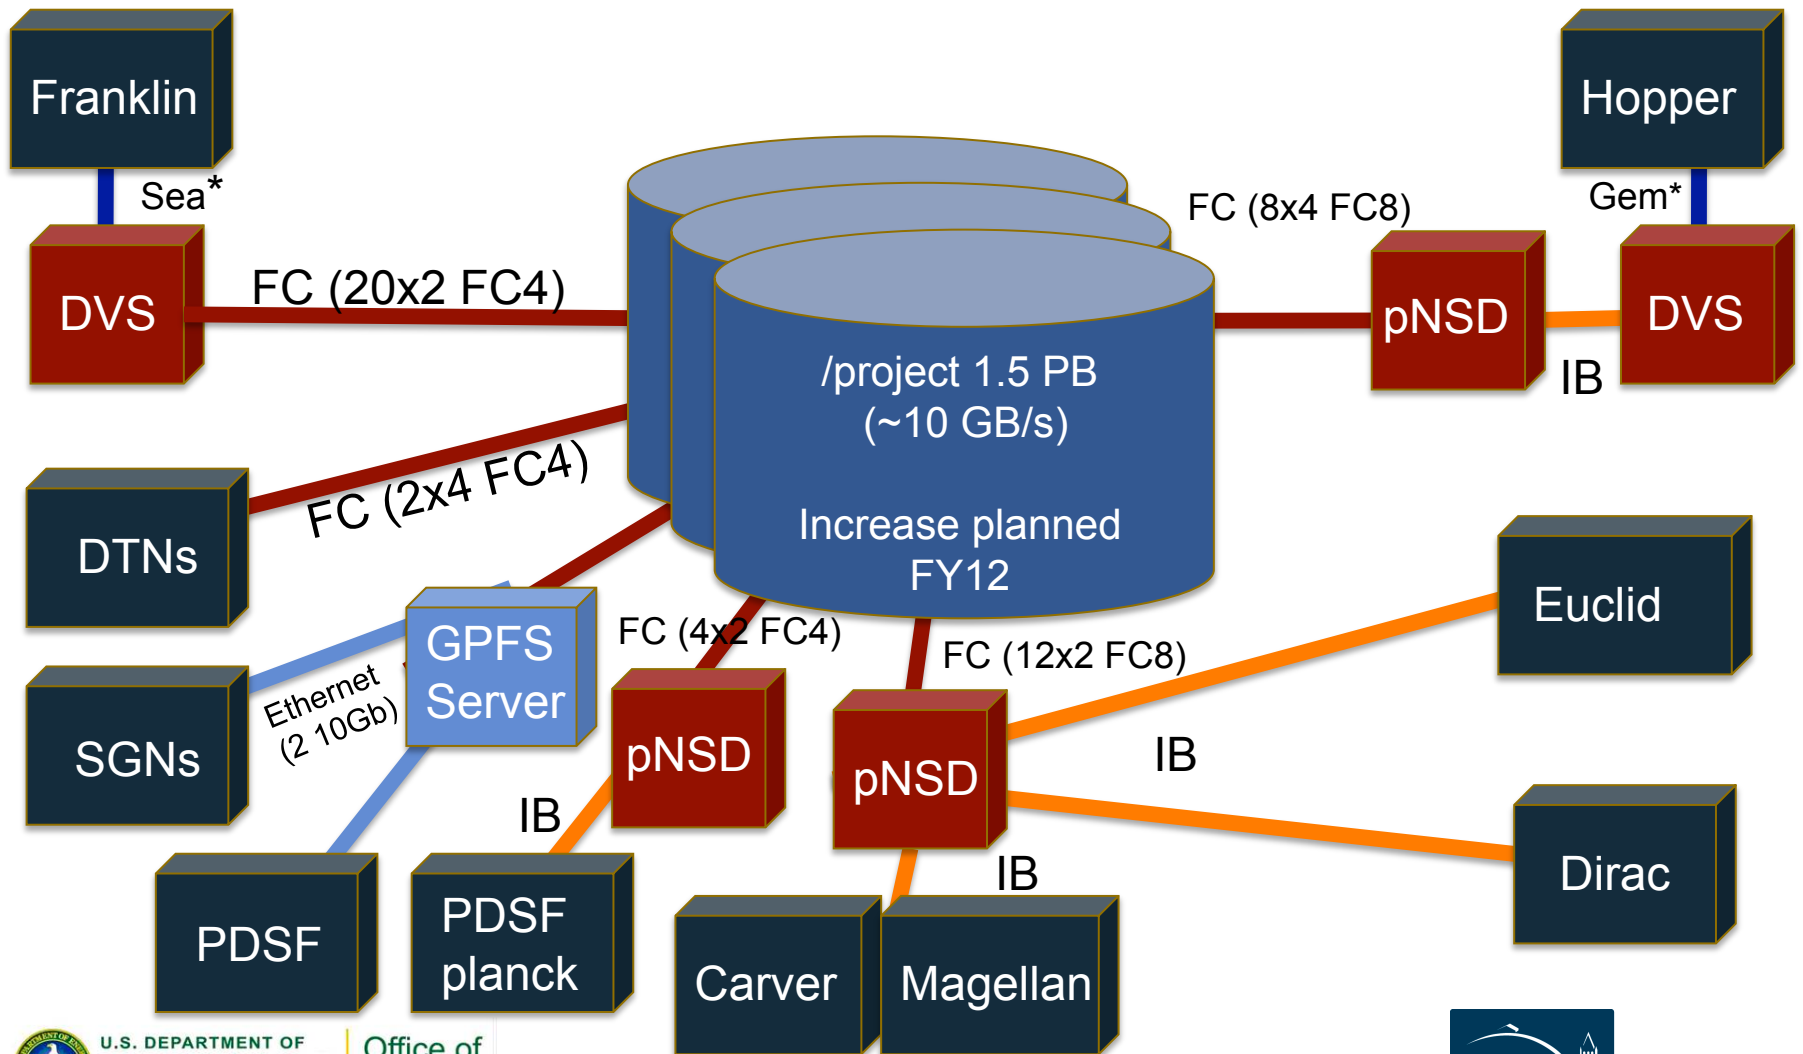 Franklin
Hopper
Sea*
Gem*
FC (8x4 FC8)
DVS
FC (20x2 FC4)
pNSD
DVS
IB
/project 1.5 PB
(~10 GB/s)
Increase planned
FY12
FC (2x4 FC4)
DTNs
Euclid
GPFS
Server
FC (4x2 FC4)
FC (12x2 FC8)
Ethernet
(2 10Gb)
SGNs
pNSD
pNSD
IB
IB
IB
Dirac
PDSF
PDSF
planck
Carver
Magellan
U.S. DEPARTMENT OF
Office of